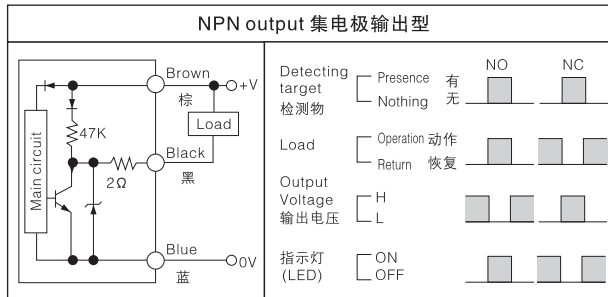 NPN output 集电极输出型
Brown
棕
+V
Load
47K
Black
黑
2Ω
Main circuit
Blue
蓝
0V
NO NC
Detecting target 检测物
Presence 有
Nothing 无
Load
Operation 动作
Return 恢复
Output Voltage 输出电压
H
L
指示灯 (LED)
ON
OFF